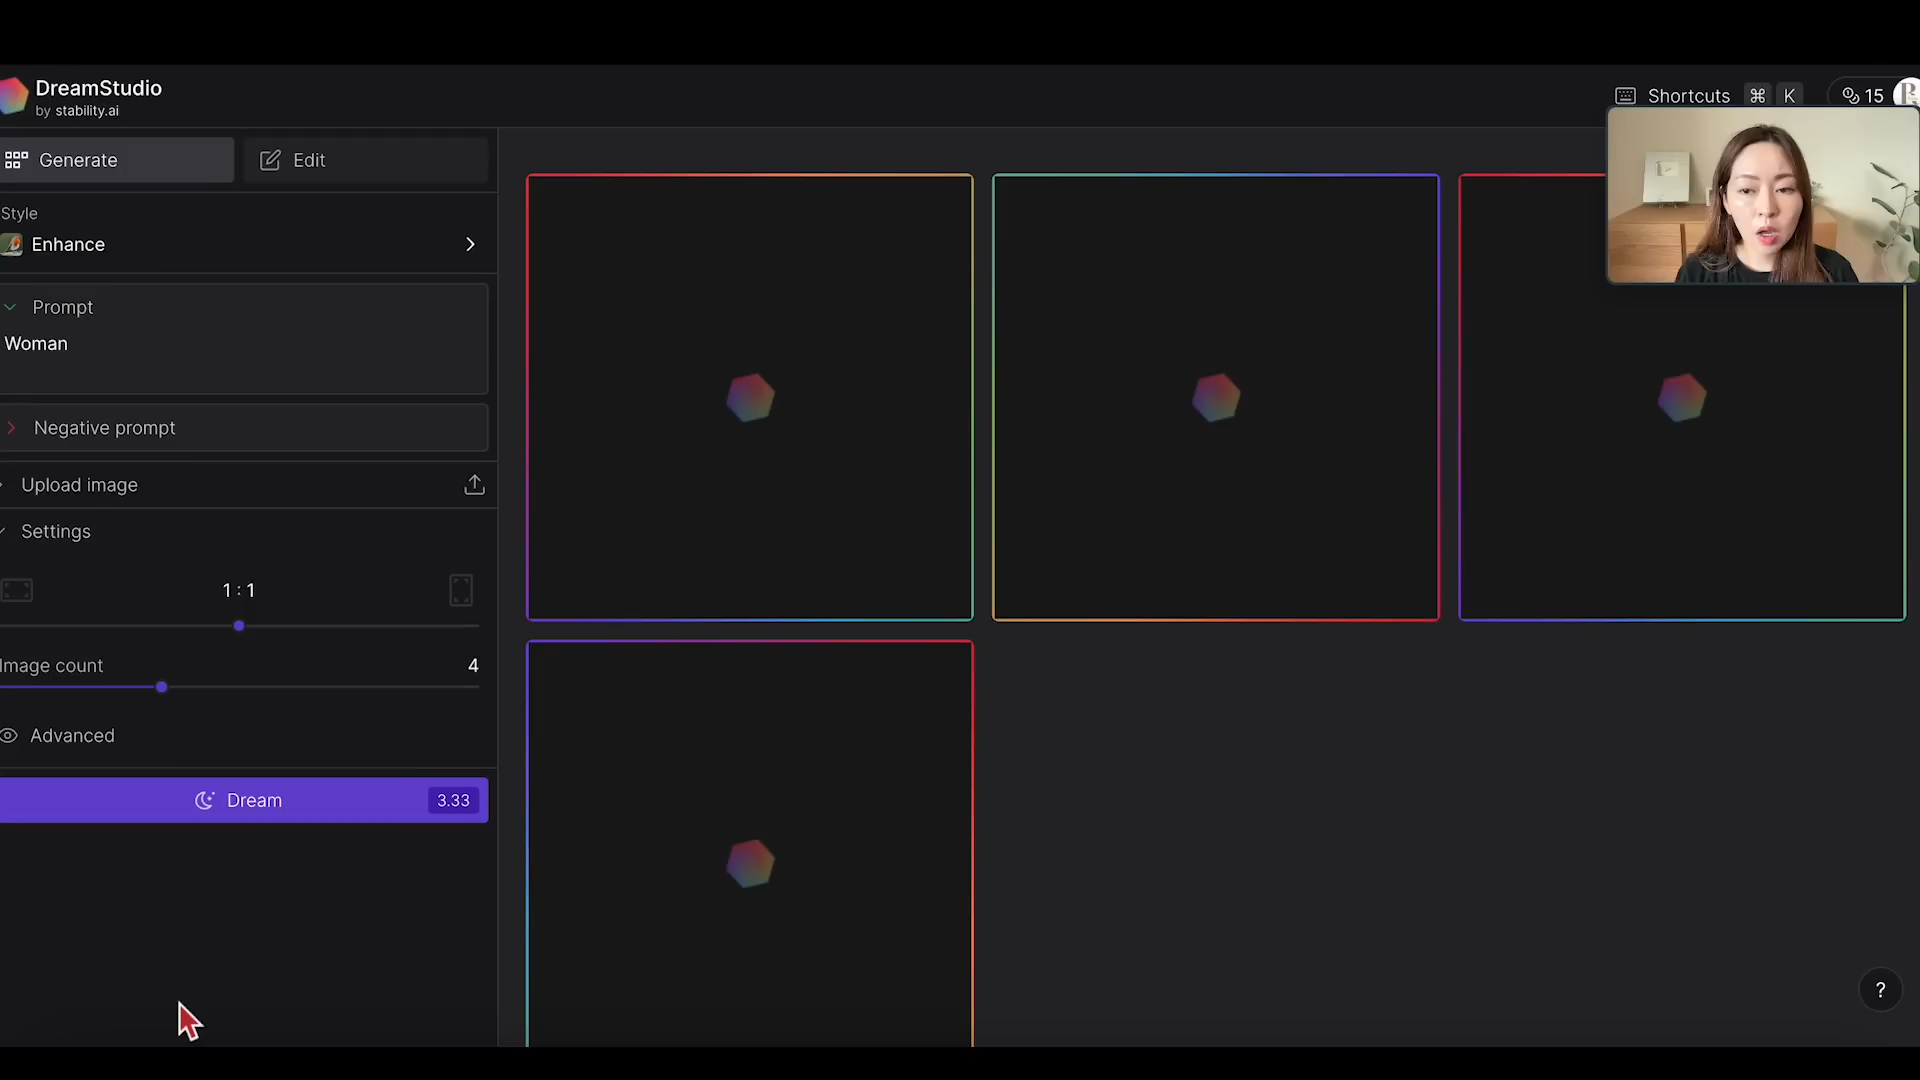 DreamStudio
by stability.ai
Shortcuts ⌘ K
15
Generate
Edit
Style
Enhance
Prompt
Woman
Negative prompt
Upload image
Settings
1 : 1
Image count 4
Advanced
Dream 3.33
?